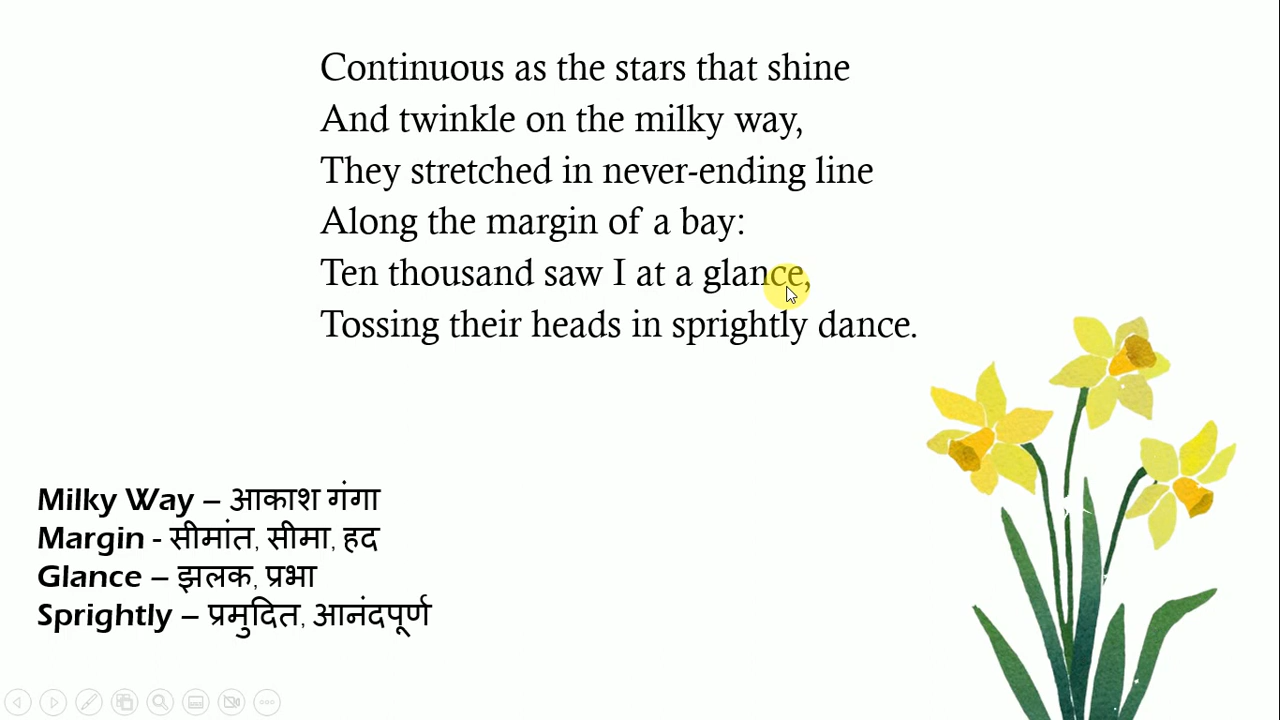 Continuous as the stars that shine
And twinkle on the milky way,
They stretched in never-ending line
Along the margin of a bay:
Ten thousand saw I at a glance,
Tossing their heads in sprightly dance.
Milky Way – आकाश गंगा
Margin - सीमांत, सीमा, हद
Glance – झलक, प्रभा
Sprightly – प्रमुदित, आनंदपूर्ण